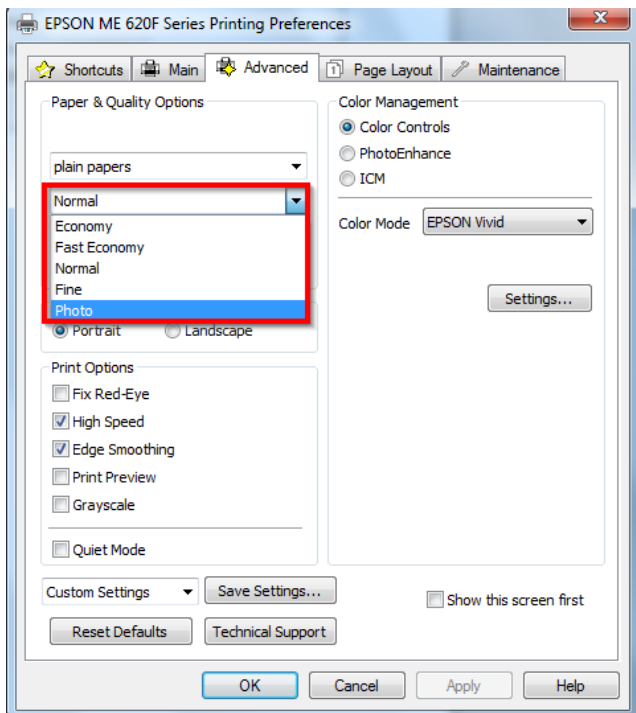 EPSON ME 620F Series Printing Preferences
Shortcuts Main Advanced 1 Page Layout Maintenance
Paper & Quality Options
plain papers
Normal
Economy
Fast Economy
Normal
Fine
Photo
Portrait Landscape
Print Options
Fix Red-Eye
High Speed
Edge Smoothing
Print Preview
Grayscale
Quiet Mode
Color Management
Color Controls
PhotoEnhance
ICM
Color Mode EPSON Vivid
Settings...
Custom Settings Save Settings... Show this screen first
Reset Defaults Technical Support
OK Cancel Apply Help